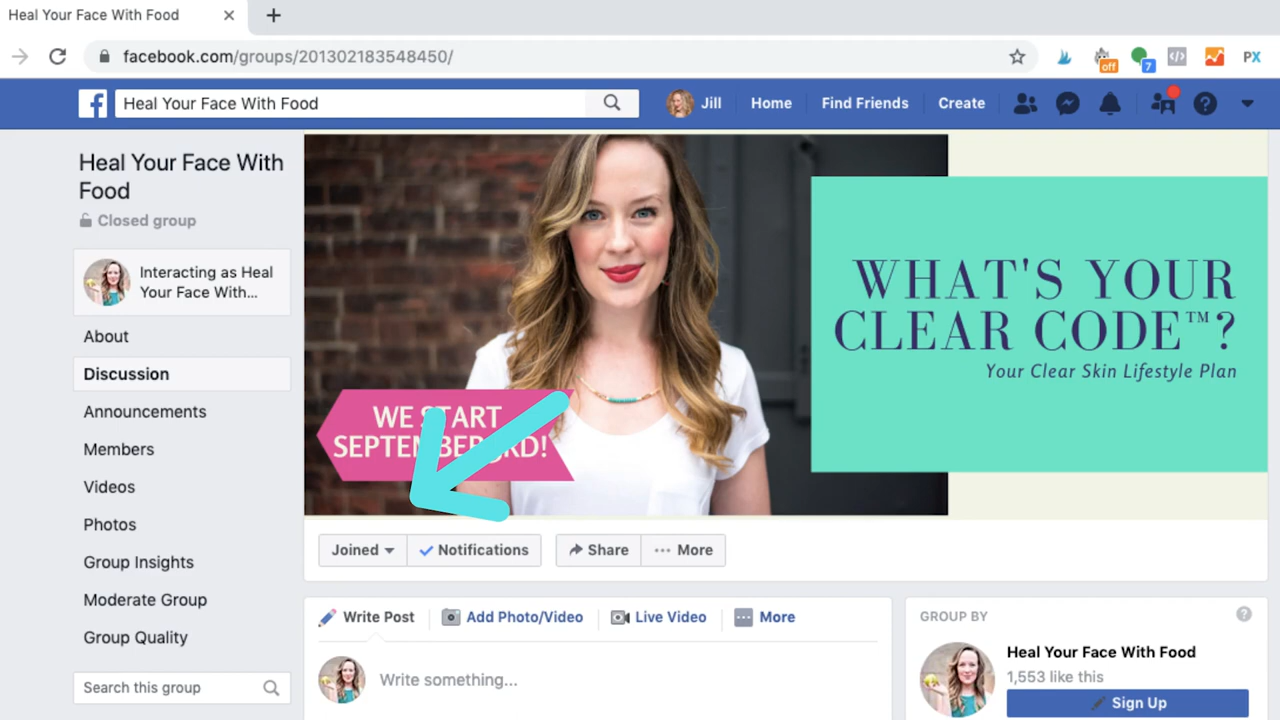 Heal Your Face With Food
facebook.com/groups/201302183548450/
off
7
PX
Heal Your Face With Food
Jill
Home
Find Friends
Create
Heal Your Face With
Food
Closed group
Interacting as Heal
Your Face With...
About
Discussion
Announcements
Members
Videos
Photos
Group Insights
Moderate Group
Group Quality
Search this group
WE START
WHAT'S YOUR
CLEAR CODE™?
Your Clear Skin Lifestyle Plan
Joined
Notifications
Share
More
Write Post
Add Photo/Video
Live Video
More
Write something...
GROUP BY
Heal Your Face With Food
1,553 like this
Sign Up